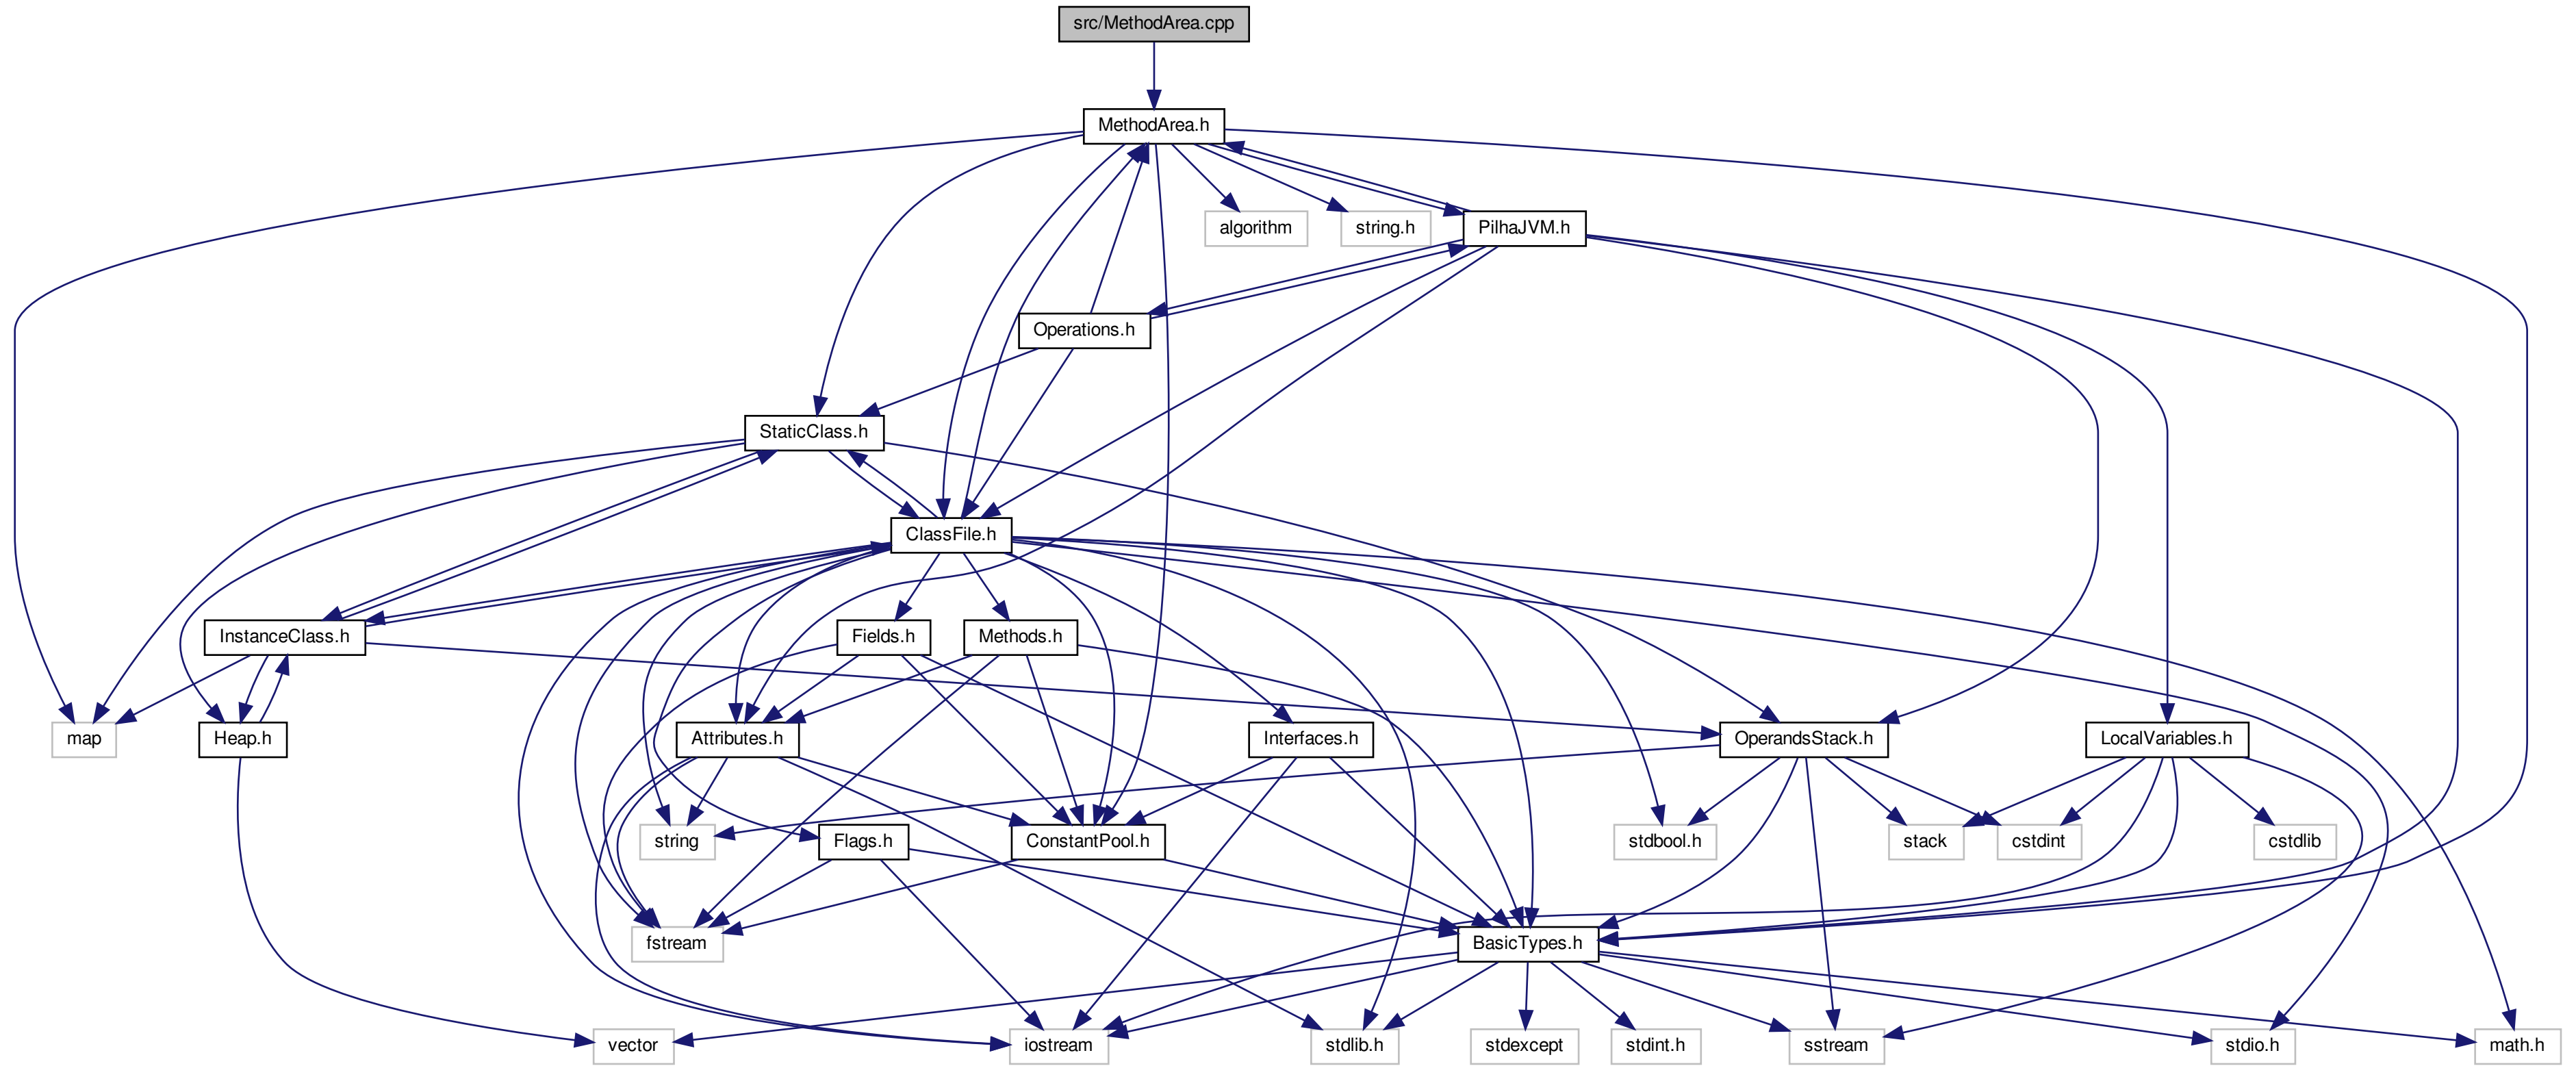 src/MethodArea.cpp
MethodArea.h
algorithm
string.h
PilhaJVM.h
Operations.h
StaticClass.h
ClassFile.h
InstanceClass.h
Fields.h
Methods.h
map
Heap.h
Attributes.h
Interfaces.h
OperandsStack.h
LocalVariables.h
string
Flags.h
ConstantPool.h
stdbool.h
stack
cstdint
cstdlib
fstream
BasicTypes.h
vector
iostream
stdlib.h
stdexcept
stdint.h
sstream
stdio.h
math.h